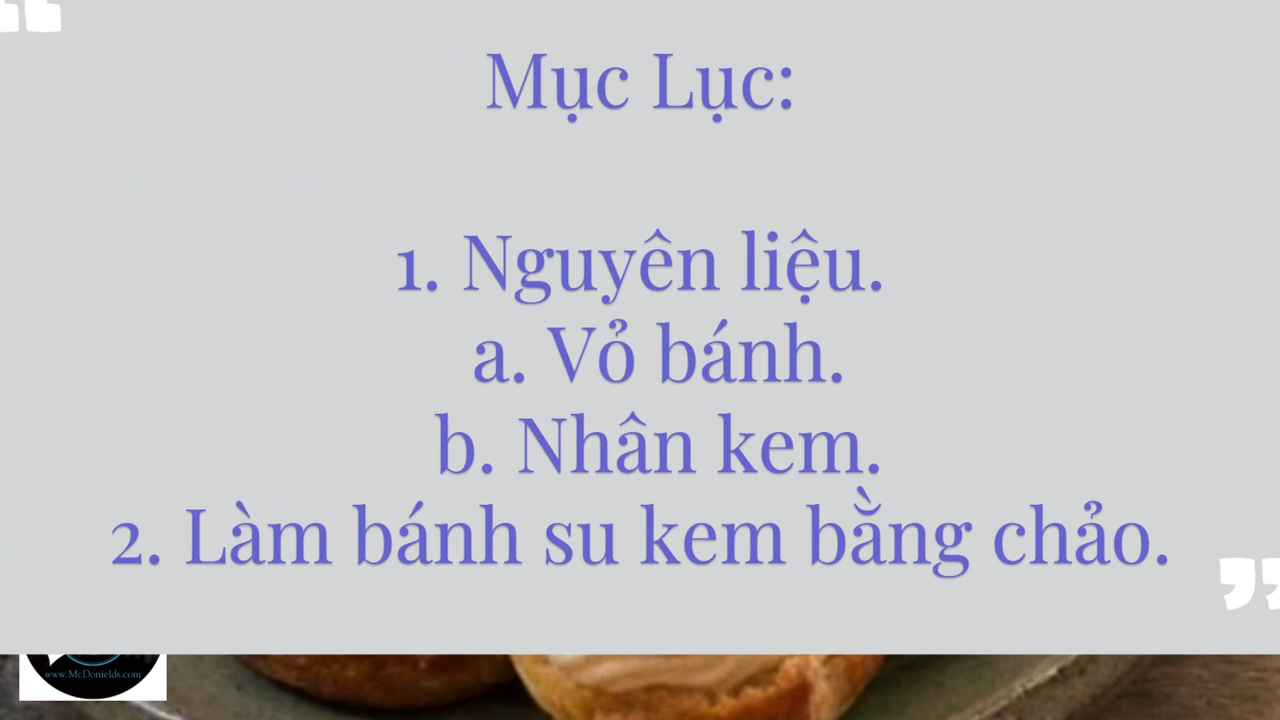 Mục Lục:
1. Nguyên liệu.
a. Vỏ bánh.
b. Nhân kem.
2. Làm bánh su kem bằng chảo.
www.McDonields.com